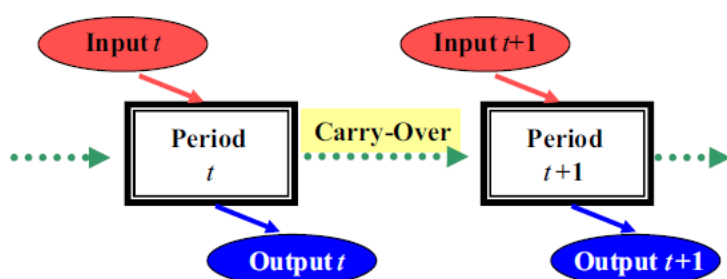 Input t
Input t+1
Period
t
Carry-Over
Period
t+1
Output t
Output t+1